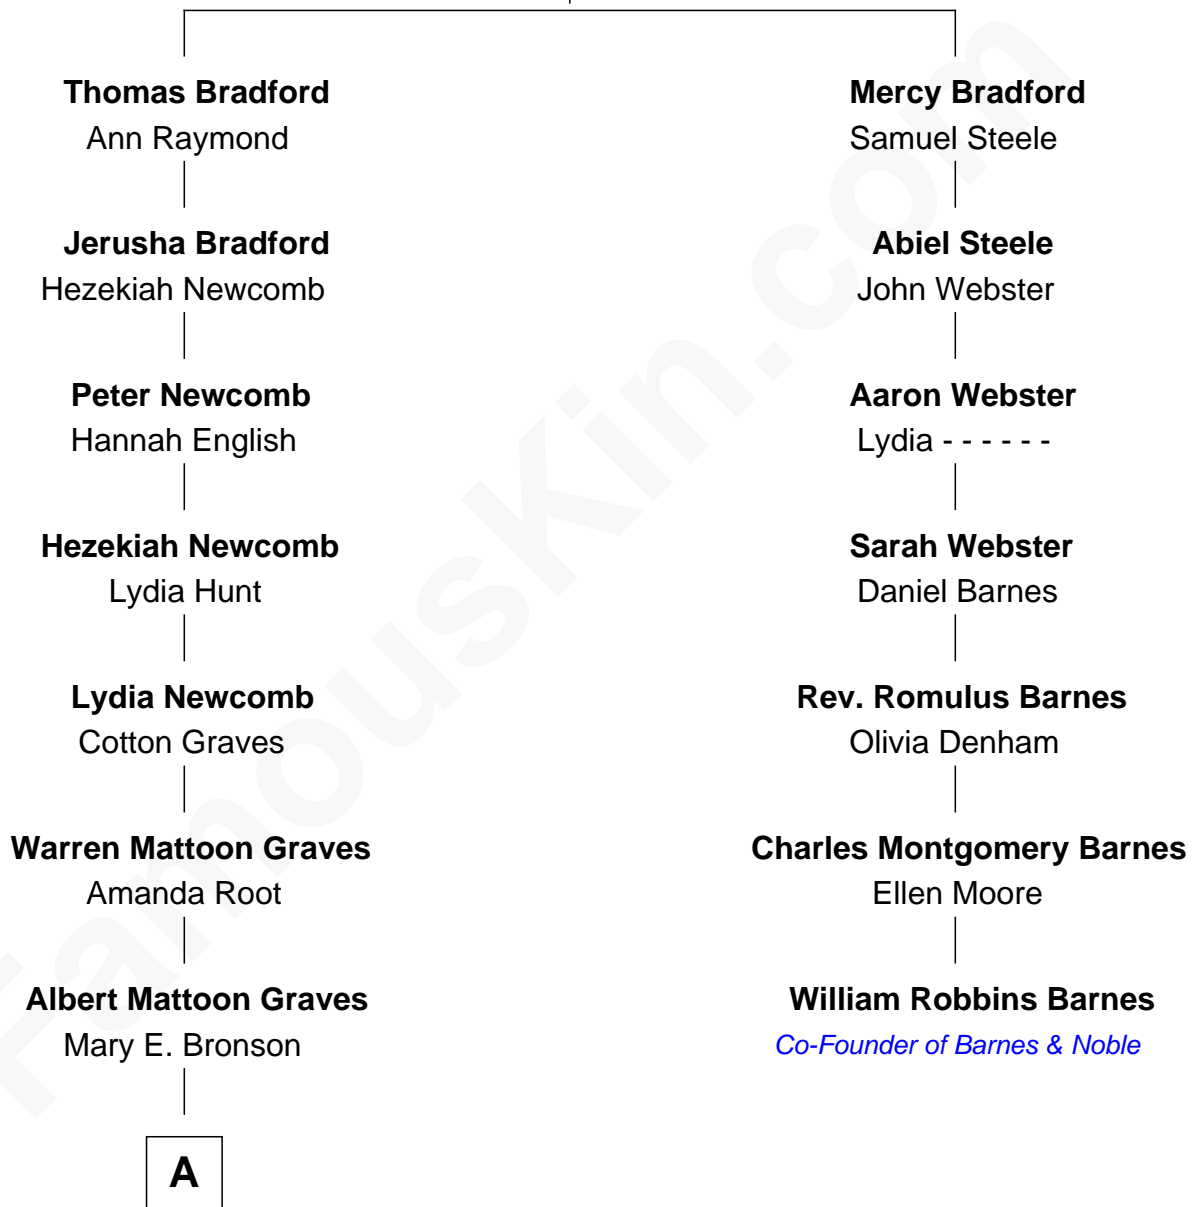 Thomas Bradford
Ann Raymond
Jerusha Bradford
Hezekiah Newcomb
Peter Newcomb
Hannah English
Hezekiah Newcomb
Lydia Hunt
Lydia Newcomb
Cotton Graves
Warren Mattoon Graves
Amanda Root
Albert Mattoon Graves
Mary E. Bronson
A
Mercy Bradford
Samuel Steele
Abiel Steele
John Webster
Aaron Webster
Lydia - - - - - -
Sarah Webster
Daniel Barnes
Rev. Romulus Barnes
Olivia Denham
Charles Montgomery Barnes
Ellen Moore
William Robbins Barnes
Co-Founder of Barnes & Noble
FamousKin.com